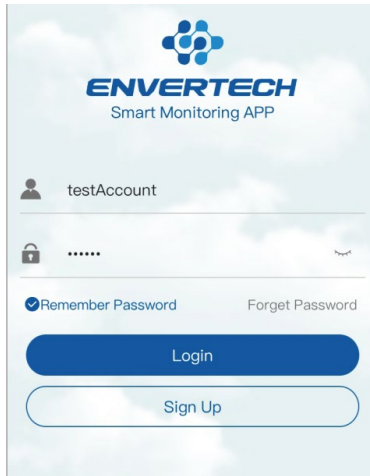 ENVERTECH
Smart Monitoring APP
testAccount
••••••
Remember Password Forget Password
Login
Sign Up